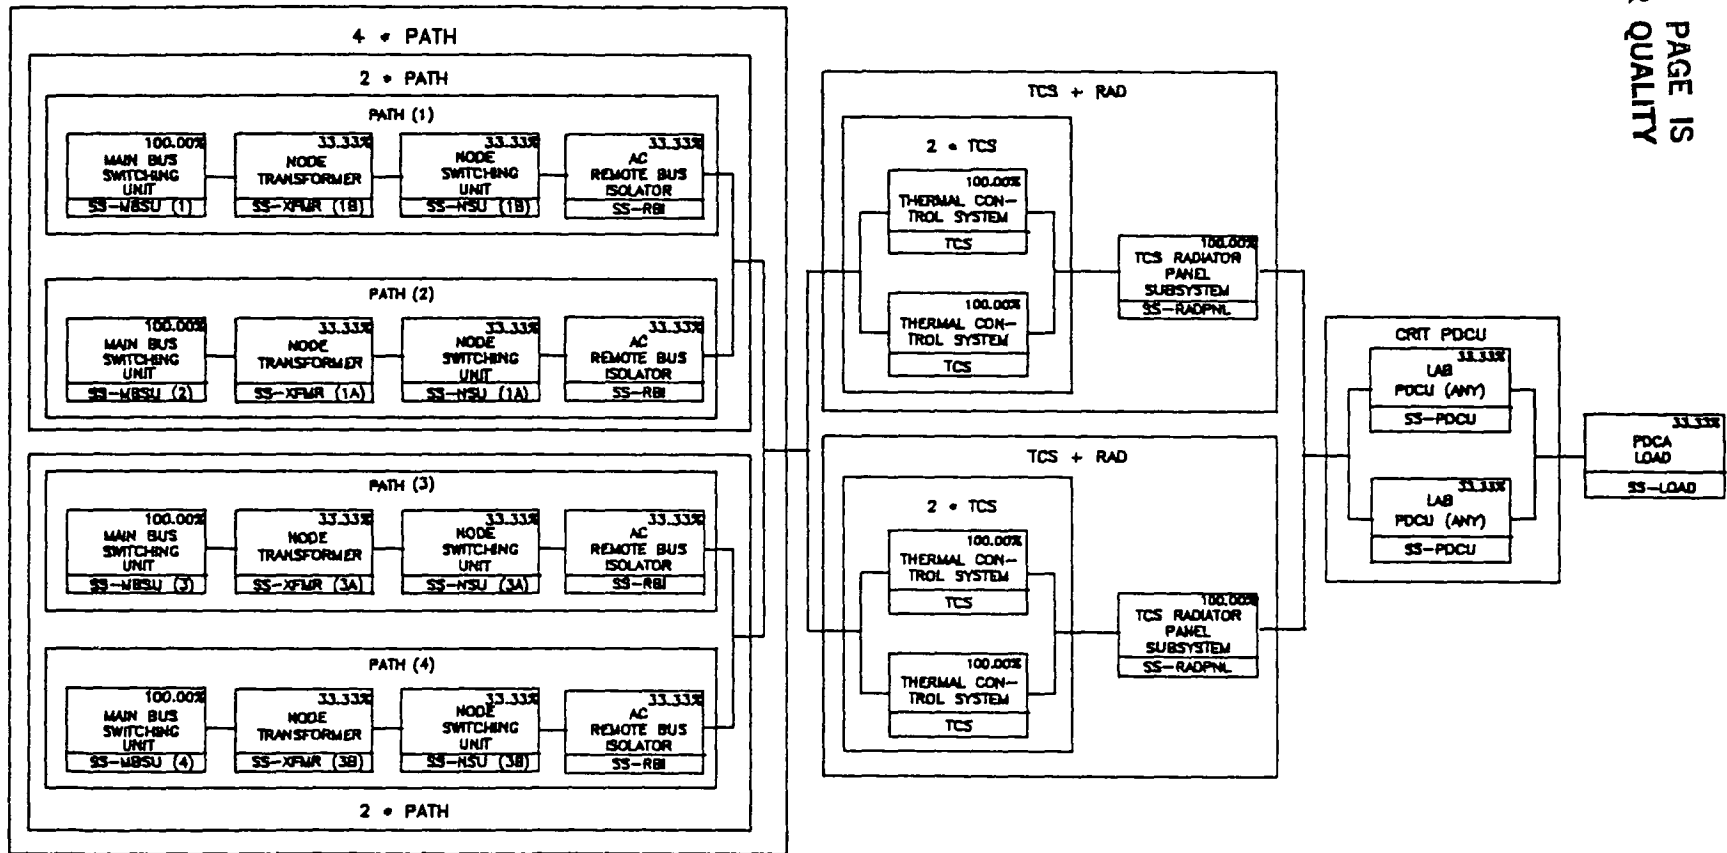 PAGE IS
QUALITY
4 * PATH
2 * PATH
PATH (1)
100.00%
MAIN BUS
SWITCHING
UNIT
SS-MBSU (1)
33.33%
NODE
TRANSFORMER
SS-XFMR (1B)
33.33%
NODE
SWITCHING
UNIT
SS-NSU (1B)
33.33%
AC
REMOTE BUS
ISOLATOR
SS-RBI
PATH (2)
100.00%
MAIN BUS
SWITCHING
UNIT
SS-MBSU (2)
33.33%
NODE
TRANSFORMER
SS-XFMR (1A)
33.33%
NODE
SWITCHING
UNIT
SS-NSU (1A)
33.33%
AC
REMOTE BUS
ISOLATOR
SS-RBI
PATH (3)
100.00%
MAIN BUS
SWITCHING
UNIT
SS-MBSU (3)
33.33%
NODE
TRANSFORMER
SS-XFMR (3A)
33.33%
NODE
SWITCHING
UNIT
SS-NSU (3A)
33.33%
AC
REMOTE BUS
ISOLATOR
SS-RBI
PATH (4)
100.00%
MAIN BUS
SWITCHING
UNIT
SS-MBSU (4)
33.33%
NODE
TRANSFORMER
SS-XFMR (3B)
33.33%
NODE
SWITCHING
UNIT
SS-NSU (3B)
33.33%
AC
REMOTE BUS
ISOLATOR
SS-RBI
2 * PATH
TCS + RAD
2 * TCS
100.00%
THERMAL CON-
TROL SYSTEM
TCS
100.00%
THERMAL CON-
TROL SYSTEM
TCS
100.00%
TCS RADIATOR
PANEL
SUBSYSTEM
SS-RADPNL
TCS + RAD
2 * TCS
100.00%
THERMAL CON-
TROL SYSTEM
TCS
100.00%
THERMAL CON-
TROL SYSTEM
TCS
100.00%
TCS RADIATOR
PANEL
SUBSYSTEM
SS-RADPNL
CRIT PDCU
33.33%
LAB
PDCU (ANY)
SS-PDCU
33.33%
LAB
PDCU (ANY)
SS-PDCU
33.33%
PDCA
LOAD
SS-LOAD